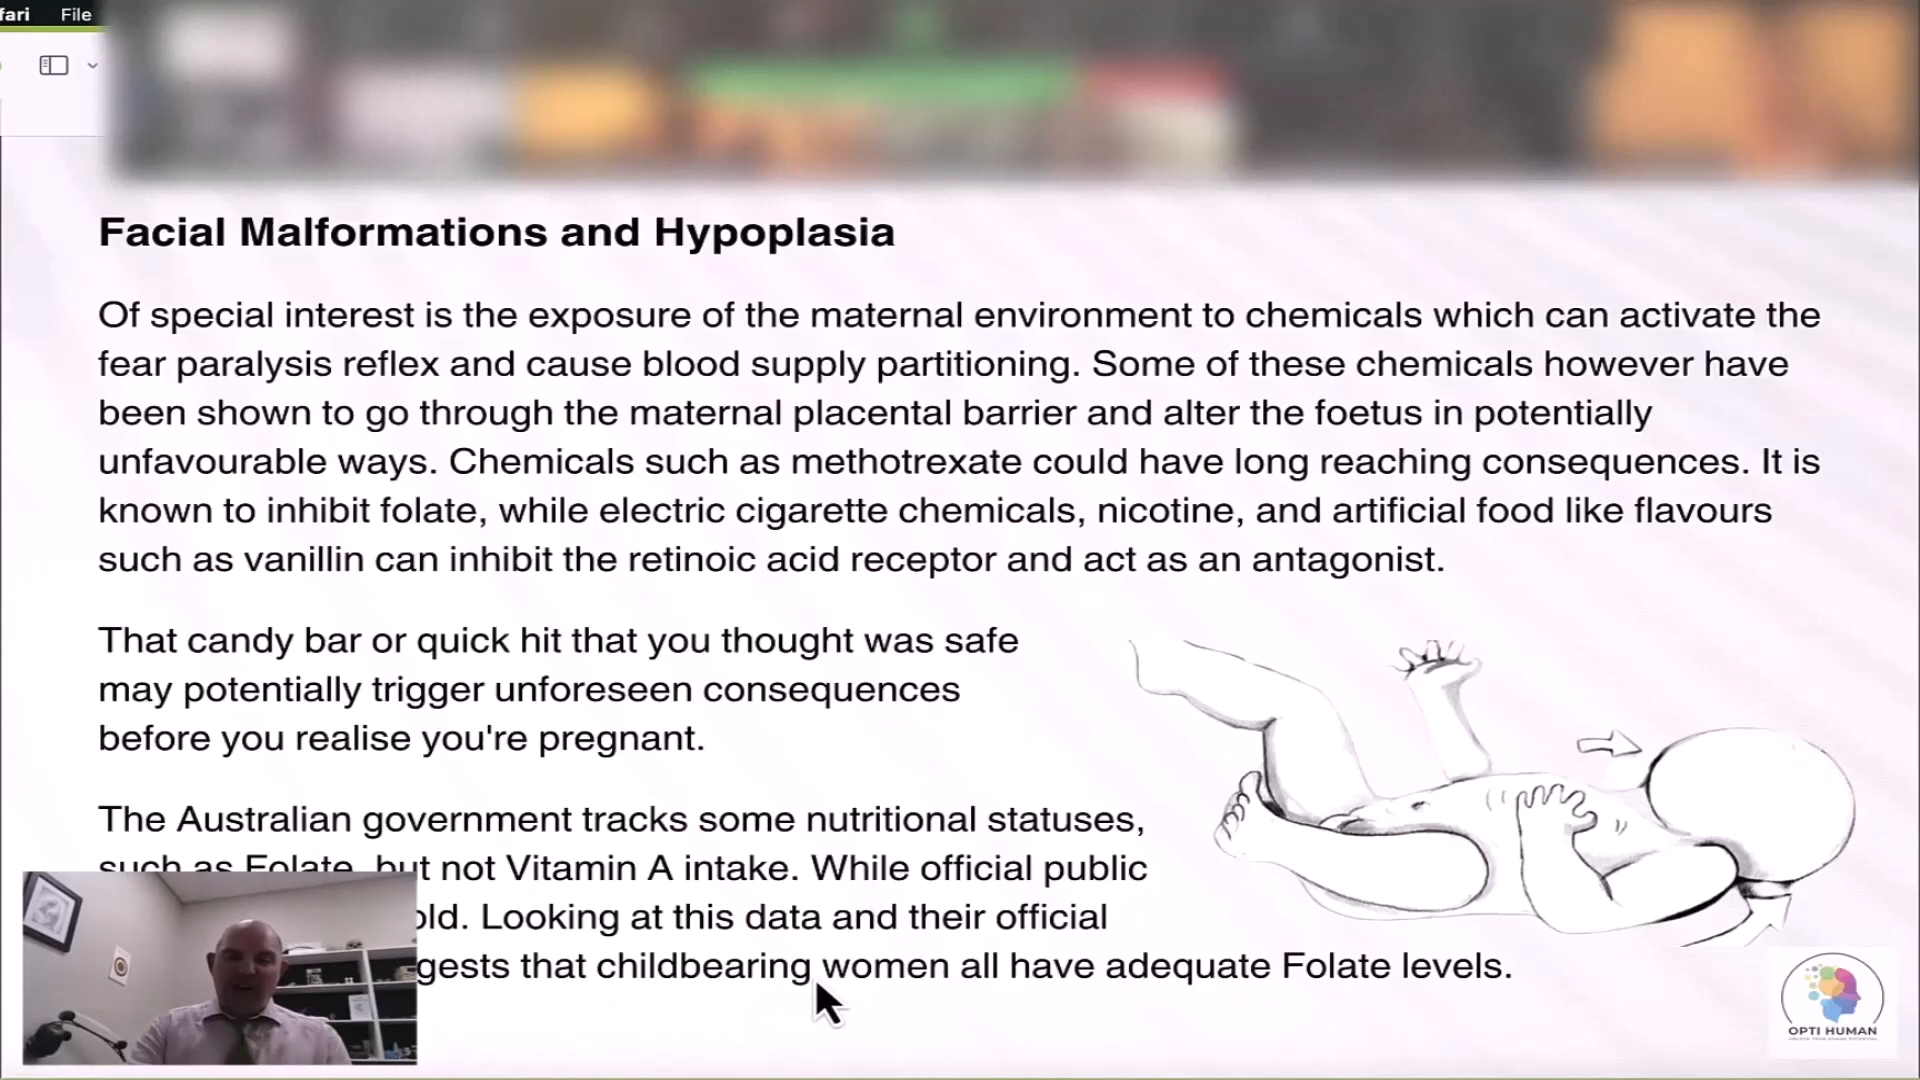 fari File
Facial Malformations and Hypoplasia
Of special interest is the exposure of the maternal environment to chemicals which can activate the
fear paralysis reflex and cause blood supply partitioning. Some of these chemicals however have
been shown to go through the maternal placental barrier and alter the foetus in potentially
unfavourable ways. Chemicals such as methotrexate could have long reaching consequences. It is
known to inhibit folate, while electric cigarette chemicals, nicotine, and artificial food like flavours
such as vanillin can inhibit the retinoic acid receptor and act as an antagonist.
That candy bar or quick hit that you thought was safe
may potentially trigger unforeseen consequences
before you realise you're pregnant.
The Australian government tracks some nutritional statuses,
such as Folate, but not Vitamin A intake. While official public
old. Looking at this data and their official
gests that childbearing women all have adequate Folate levels.
OPTI HUMAN